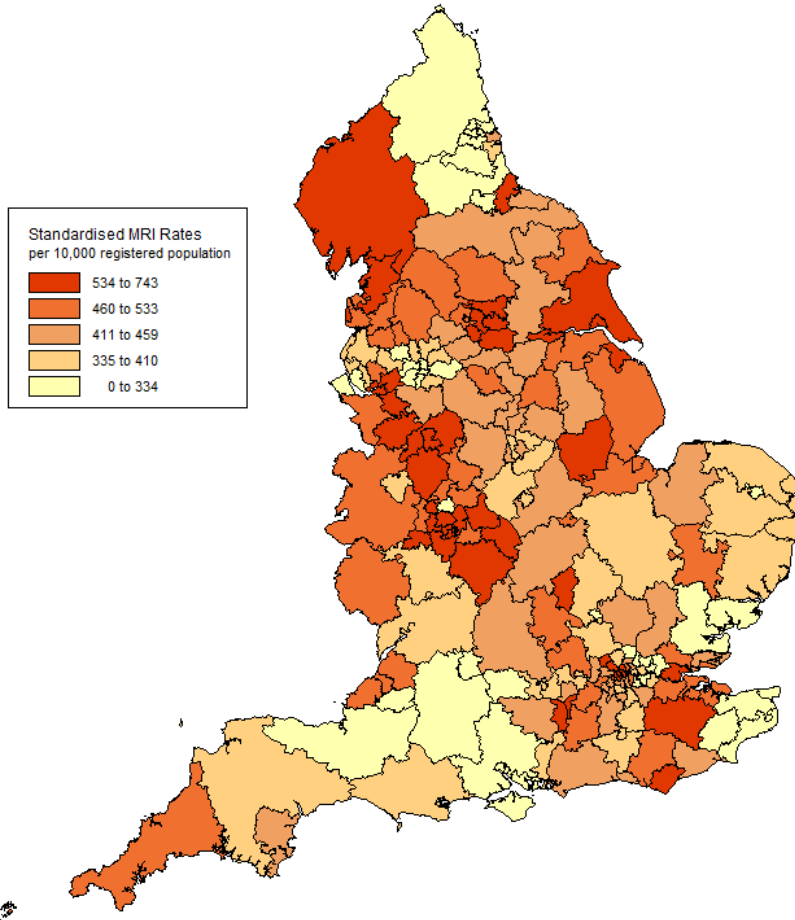 Standardised MRI Rates
per 10,000 registered population
534 to 743
460 to 533
411 to 459
335 to 410
0 to 334